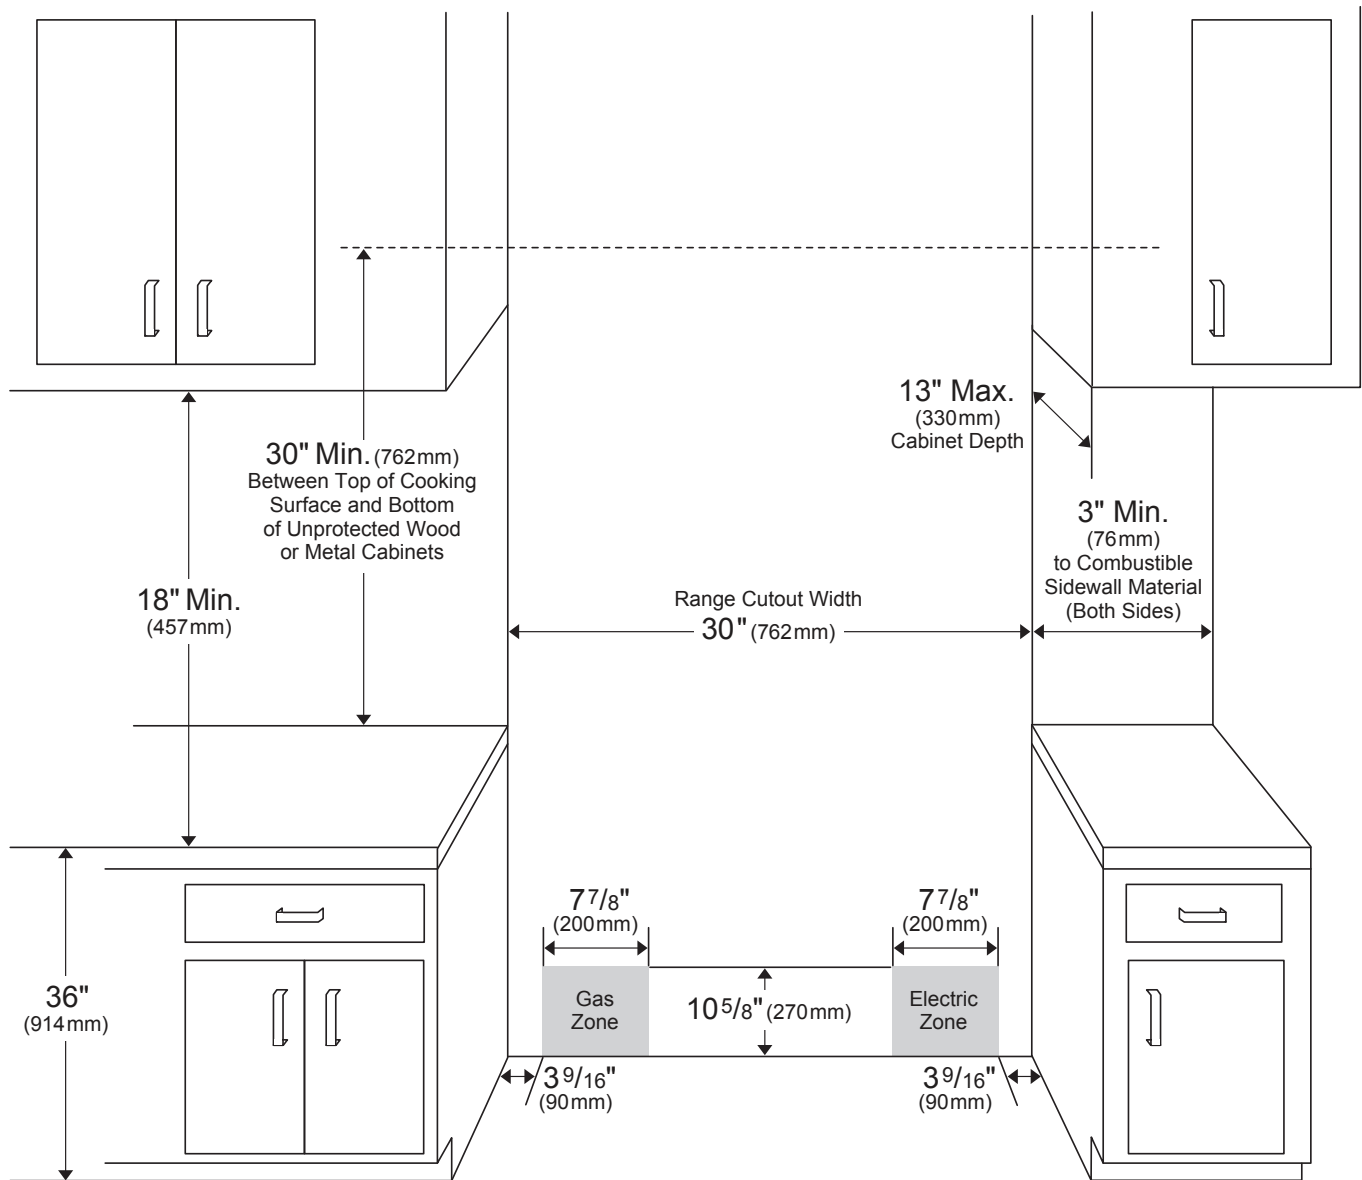 13" Max.
(330mm)
Cabinet Depth
30" Min. (762mm)
Between Top of Cooking
Surface and Bottom
of Unprotected Wood
or Metal Cabinets
3" Min.
(76mm)
to Combustible
Sidewall Material
(Both Sides)
18" Min.
(457mm)
Range Cutout Width
30" (762mm)
7 7/8"
(200mm)
7 7/8"
(200mm)
36"
(914mm)
Gas
Zone
10 5/8" (270mm)
Electric
Zone
3 9/16"
(90mm)
3 9/16"
(90mm)